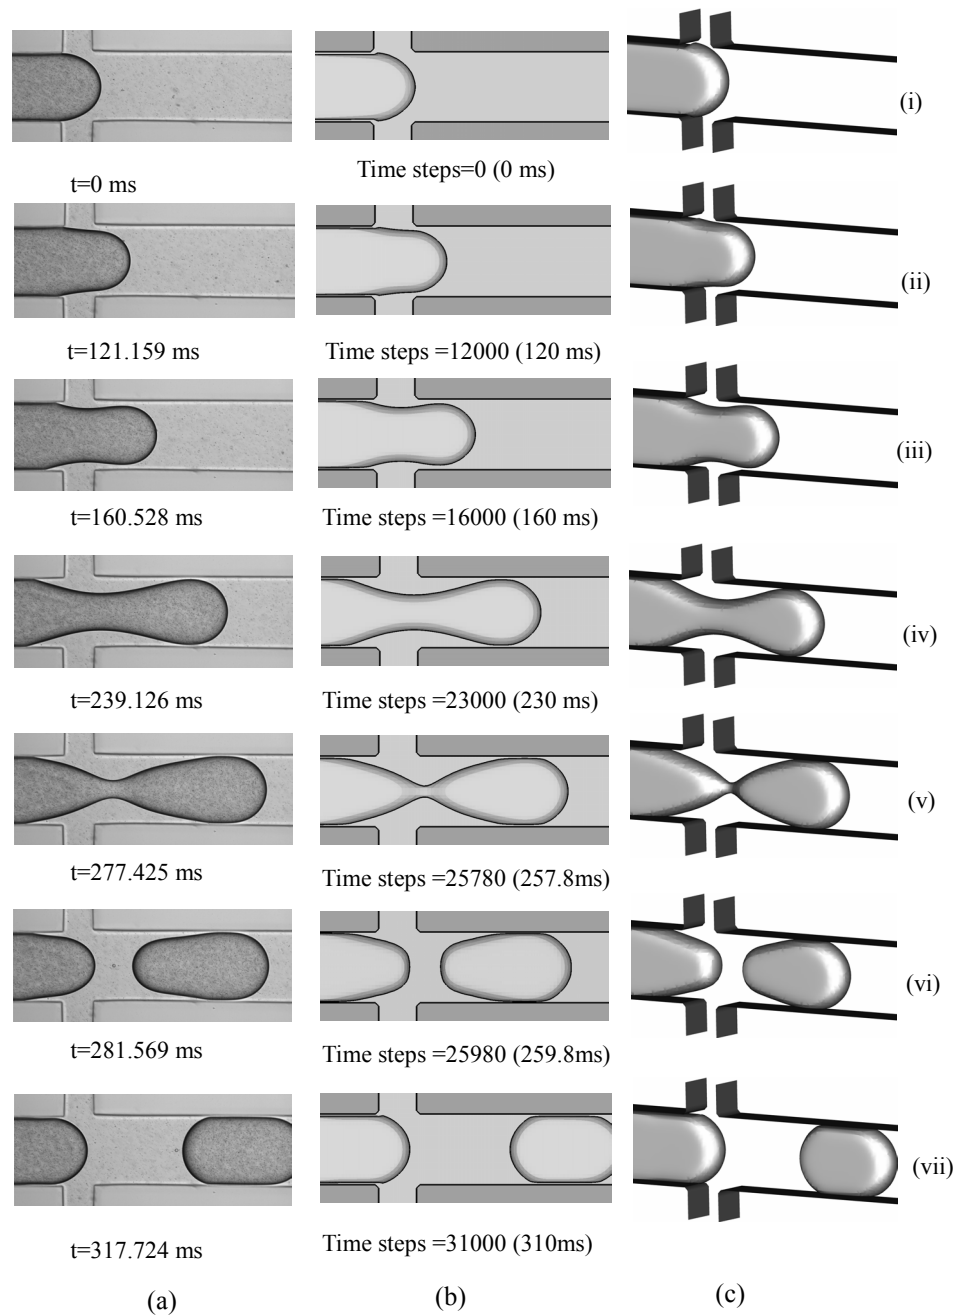 (i)
t=0 ms
Time steps=0 (0 ms)
(ii)
t=121.159 ms
Time steps =12000 (120 ms)
(iii)
t=160.528 ms
Time steps =16000 (160 ms)
(iv)
t=239.126 ms
Time steps =23000 (230 ms)
(v)
t=277.425 ms
Time steps =25780 (257.8ms)
(vi)
t=281.569 ms
Time steps =25980 (259.8ms)
(vii)
t=317.724 ms
Time steps =31000 (310ms)
(a)
(b)
(c)